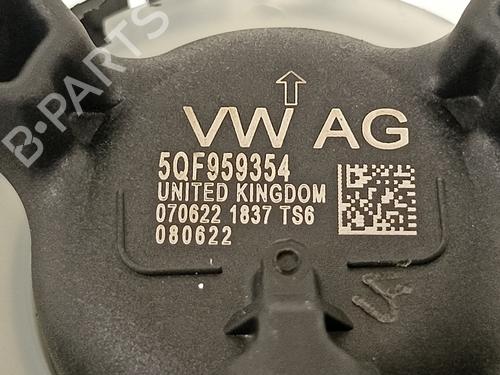 B-PARTS
VW AG
5QF959354
UNITED KINGDOM
070622 1837 TS6
080622